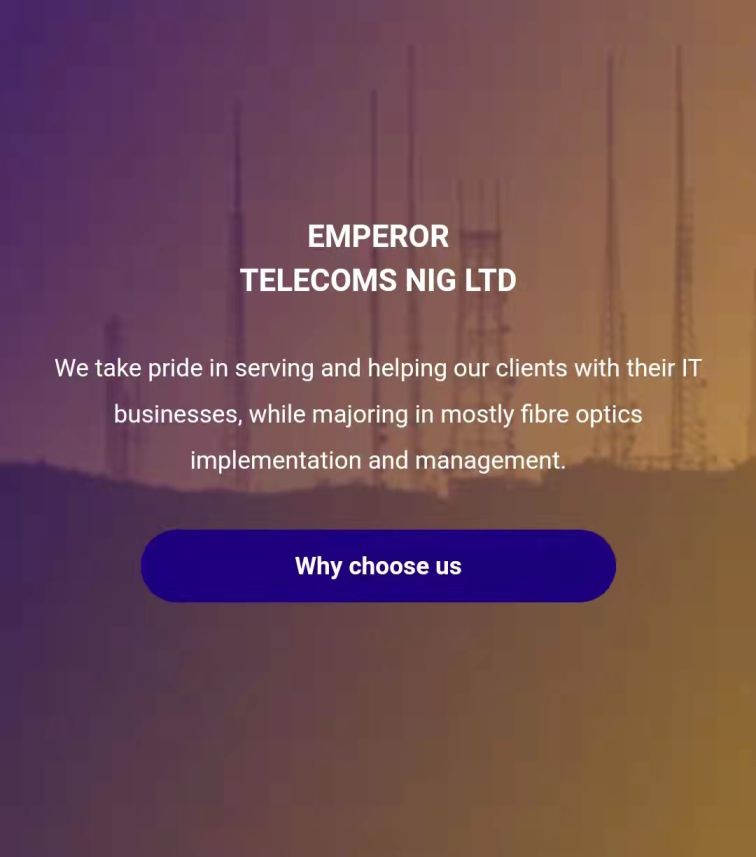 EMPEROR
TELECOMS NIG LTD
We take pride in serving and helping our clients with their IT
businesses, while majoring in mostly fibre optics
implementation and management.
Why choose us